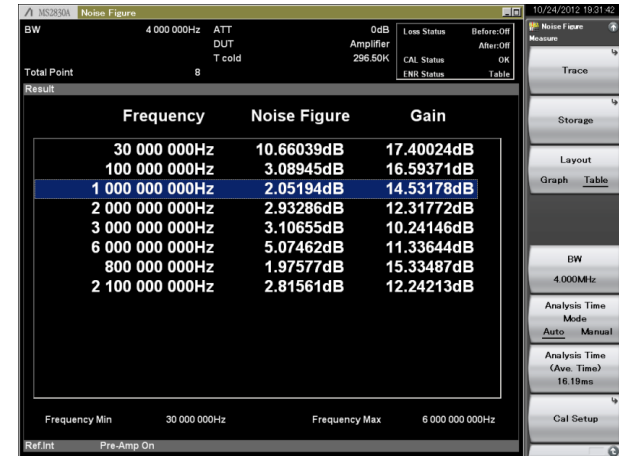 MS2830A Noise Figure
10/24/2012 19:31:42
BW 4 000 000Hz ATT 0dB Loss Status Before:Off
DUT Amplifier After:Off
T cold 296.50K CAL Status OK
Total Point 8 ENR Status Table
Result
Frequency Noise Figure Gain
30 000 000Hz 10.66039dB 17.40024dB
100 000 000Hz 3.08945dB 16.59371dB
1 000 000 000Hz 2.05194dB 14.53178dB
2 000 000 000Hz 2.93286dB 12.31772dB
3 000 000 000Hz 3.10655dB 10.24146dB
6 000 000 000Hz 5.07462dB 11.33644dB
800 000 000Hz 1.97577dB 15.33487dB
2 100 000 000Hz 2.81561dB 12.24213dB
Frequency Min 30 000 000Hz Frequency Max 6 000 000 000Hz
Ref.Int Pre-Amp On
Noise Figure
Measure
Trace
Storage
Layout
Graph Table
BW
4.000MHz
Analysis Time
Mode
Auto Manual
Analysis Time
(Ave. Time)
16.19ms
Cal Setup